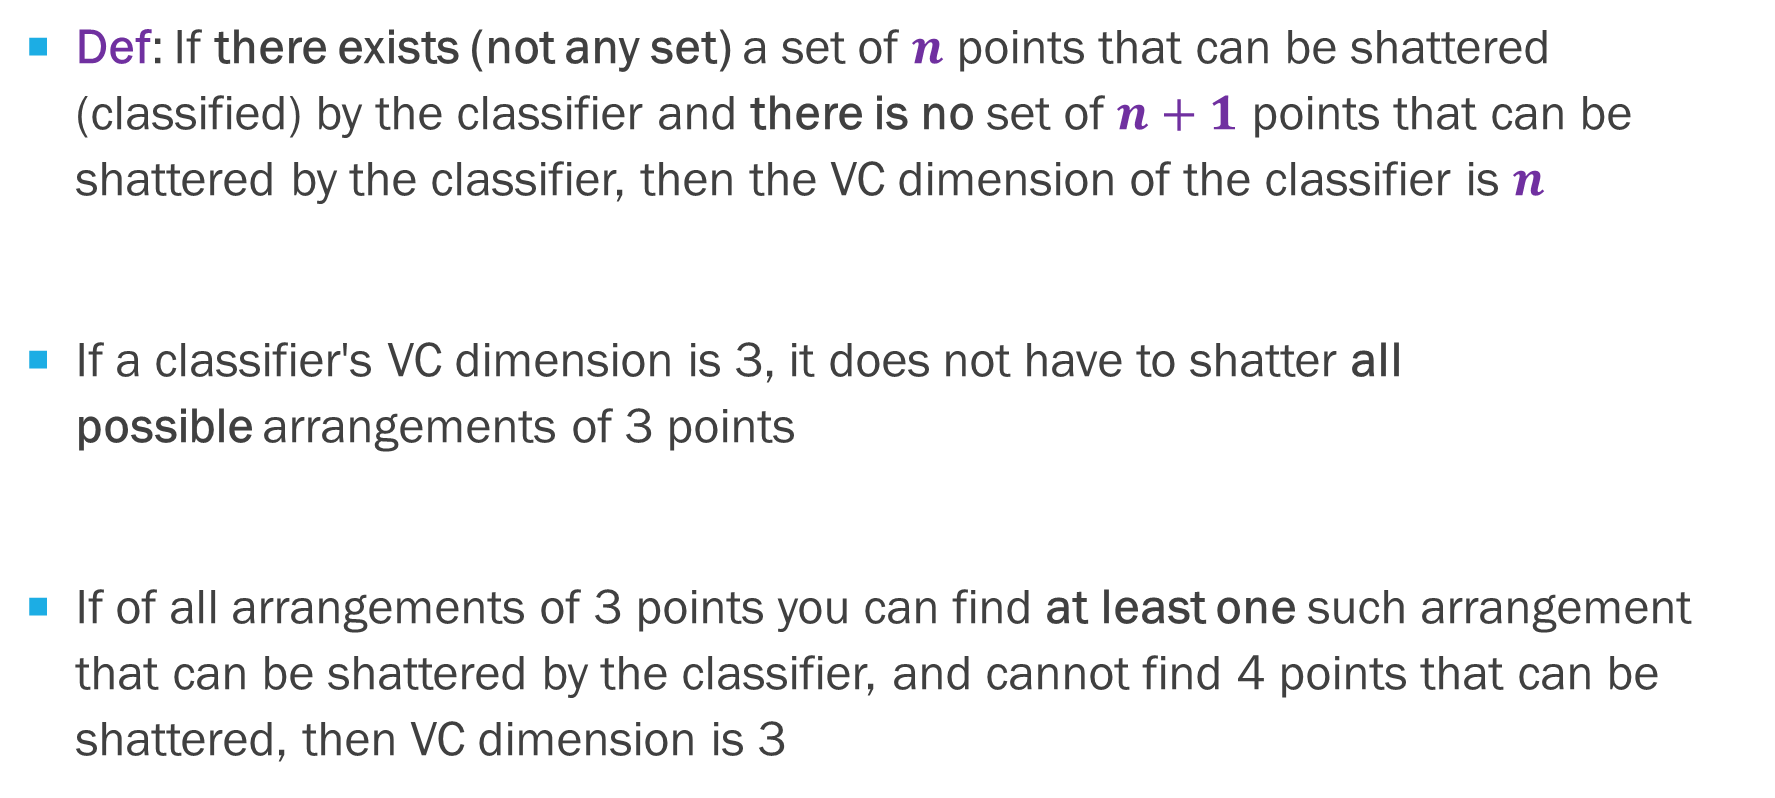 Def: If there exists (not any set) a set of n points that can be shattered
(classified) by the classifier and there is no set of n + 1 points that can be
shattered by the classifier, then the VC dimension of the classifier is n
If a classifier's VC dimension is 3, it does not have to shatter all
possible arrangements of 3 points
If of all arrangements of 3 points you can find at least one such arrangement
that can be shattered by the classifier, and cannot find 4 points that can be
shattered, then VC dimension is 3